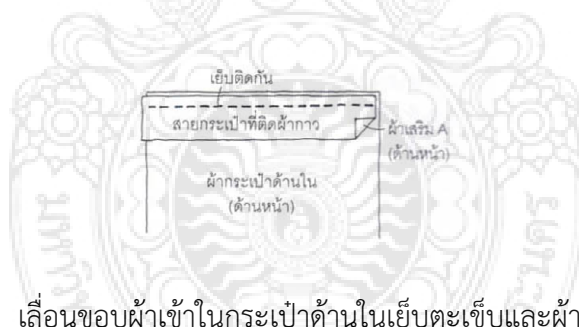 เย็บติดกัน
สายกระเป๋าที่ติดผ้ากาว
ผ้าเสริม A
(ด้านหน้า)
ผ้ากระเป๋าด้านใน
(ด้านหน้า)
เลื่อนขอบผ้าเข้าในกระเป๋าด้านในเย็บตะเข็บและผ้า